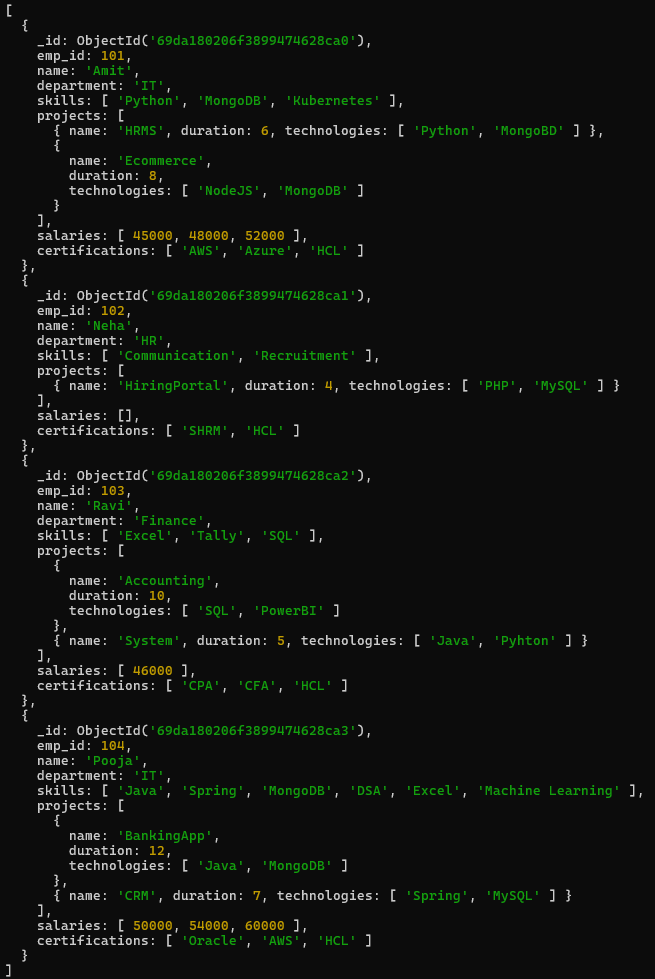 [
  {
    _id: ObjectId('69da180206f3899474628ca0'),
    emp_id: 101,
    name: 'Amit',
    department: 'IT',
    skills: [ 'Python', 'MongoDB', 'Kubernetes' ],
    projects: [
      { name: 'HRMS', duration: 6, technologies: [ 'Python', 'MongoBD' ] },
      {
        name: 'Ecommerce',
        duration: 8,
        technologies: [ 'NodeJS', 'MongoDB' ]
      }
    ],
    salaries: [ 45000, 48000, 52000 ],
    certifications: [ 'AWS', 'Azure', 'HCL' ]
  },
  {
    _id: ObjectId('69da180206f3899474628ca1'),
    emp_id: 102,
    name: 'Neha',
    department: 'HR',
    skills: [ 'Communication', 'Recruitment' ],
    projects: [
      { name: 'HiringPortal', duration: 4, technologies: [ 'PHP', 'MySQL' ] }
    ],
    salaries: [],
    certifications: [ 'SHRM', 'HCL' ]
  },
  {
    _id: ObjectId('69da180206f3899474628ca2'),
    emp_id: 103,
    name: 'Ravi',
    department: 'Finance',
    skills: [ 'Excel', 'Tally', 'SQL' ],
    projects: [
      {
        name: 'Accounting',
        duration: 10,
        technologies: [ 'SQL', 'PowerBI' ]
      },
      { name: 'System', duration: 5, technologies: [ 'Java', 'Pyhton' ] }
    ],
    salaries: [ 46000 ],
    certifications: [ 'CPA', 'CFA', 'HCL' ]
  },
  {
    _id: ObjectId('69da180206f3899474628ca3'),
    emp_id: 104,
    name: 'Pooja',
    department: 'IT',
    skills: [ 'Java', 'Spring', 'MongoDB', 'DSA', 'Excel', 'Machine Learning' ],
    projects: [
      {
        name: 'BankingApp',
        duration: 12,
        technologies: [ 'Java', 'MongoDB' ]
      },
      { name: 'CRM', duration: 7, technologies: [ 'Spring', 'MySQL' ] }
    ],
    salaries: [ 50000, 54000, 60000 ],
    certifications: [ 'Oracle', 'AWS', 'HCL' ]
  }
]